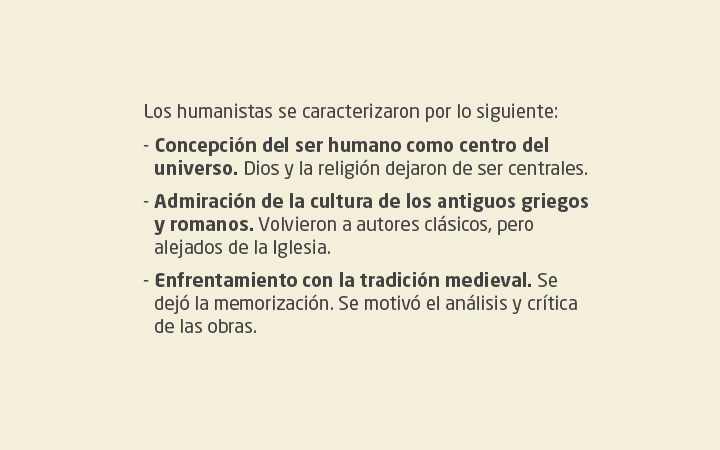 Los humanistas se caracterizaron por lo siguiente:
- Concepción del ser humano como centro del
universo. Dios y la religión dejaron de ser centrales.
- Admiración de la cultura de los antiguos griegos
y romanos. Volvieron a autores clásicos, pero
alejados de la Iglesia.
- Enfrentamiento con la tradición medieval. Se
dejó la memorización. Se motivó el análisis y crítica
de las obras.